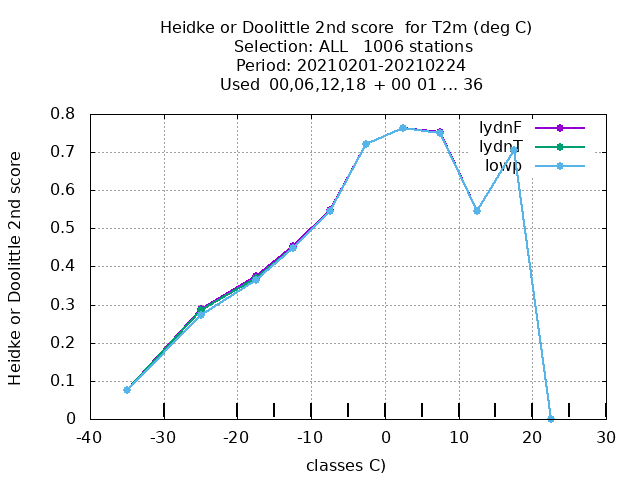 Heidke or Doolittle 2nd score  for T2m (deg C)
Selection: ALL   1006 stations
Period: 20210201-20210224
Used  00,06,12,18  + 00 01 ... 36
Heidke or Doolittle 2nd score
0.8
0.7
0.6
0.5
0.4
0.3
0.2
0.1
0
lydnF
lydnT
lowp
-40
-30
-20
-10
0
10
20
30
classes C)